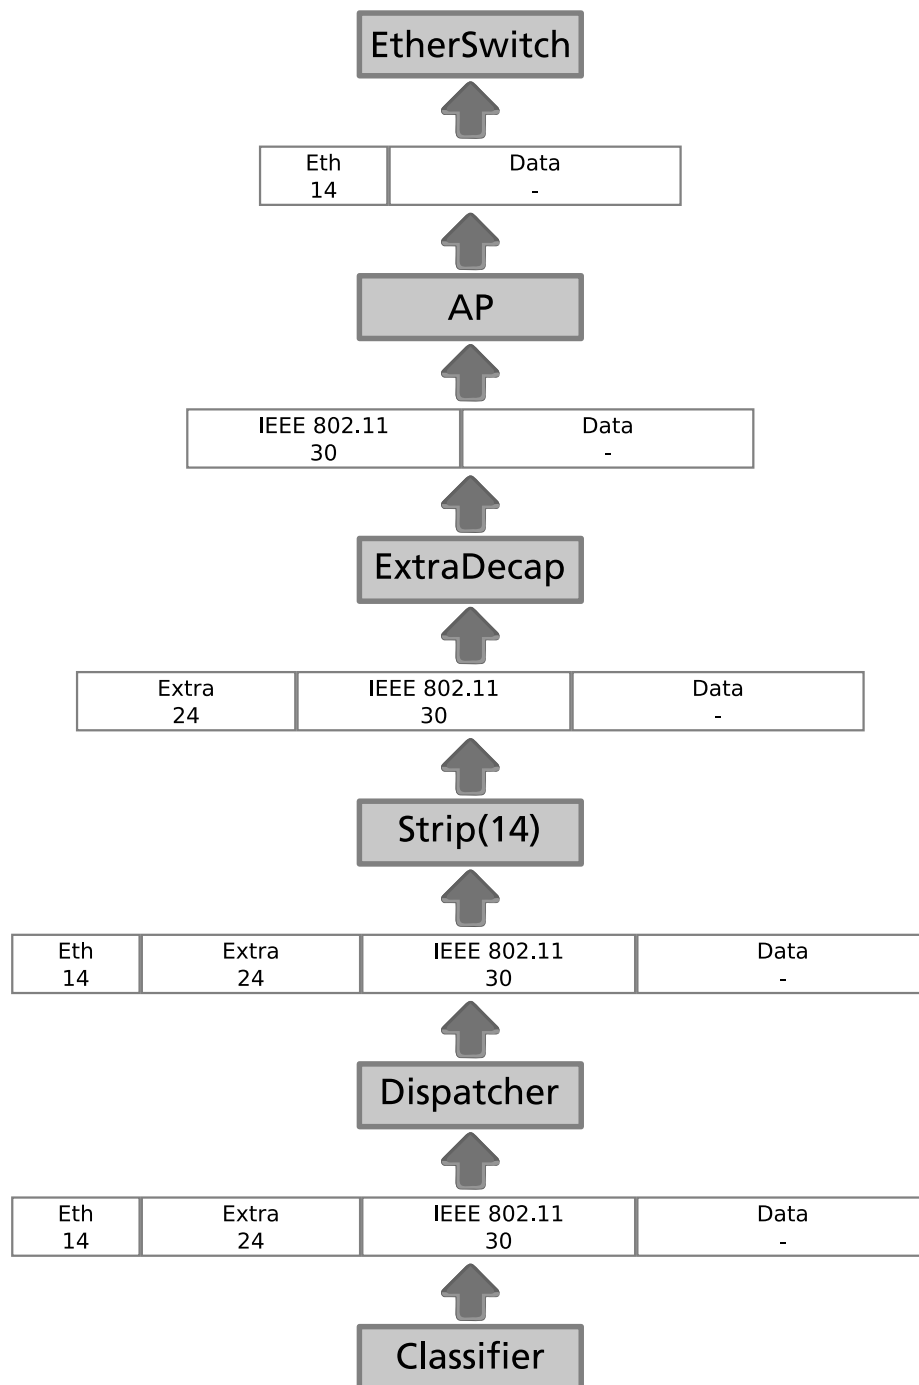 EtherSwitch
Eth Data
14 -
AP
IEEE 802.11 Data
30 -
ExtraDecap
Extra IEEE 802.11 Data
24 30 -
Strip(14)
Eth Extra IEEE 802.11 Data
14 24 30 -
Dispatcher
Eth Extra IEEE 802.11 Data
14 24 30 -
Classifier